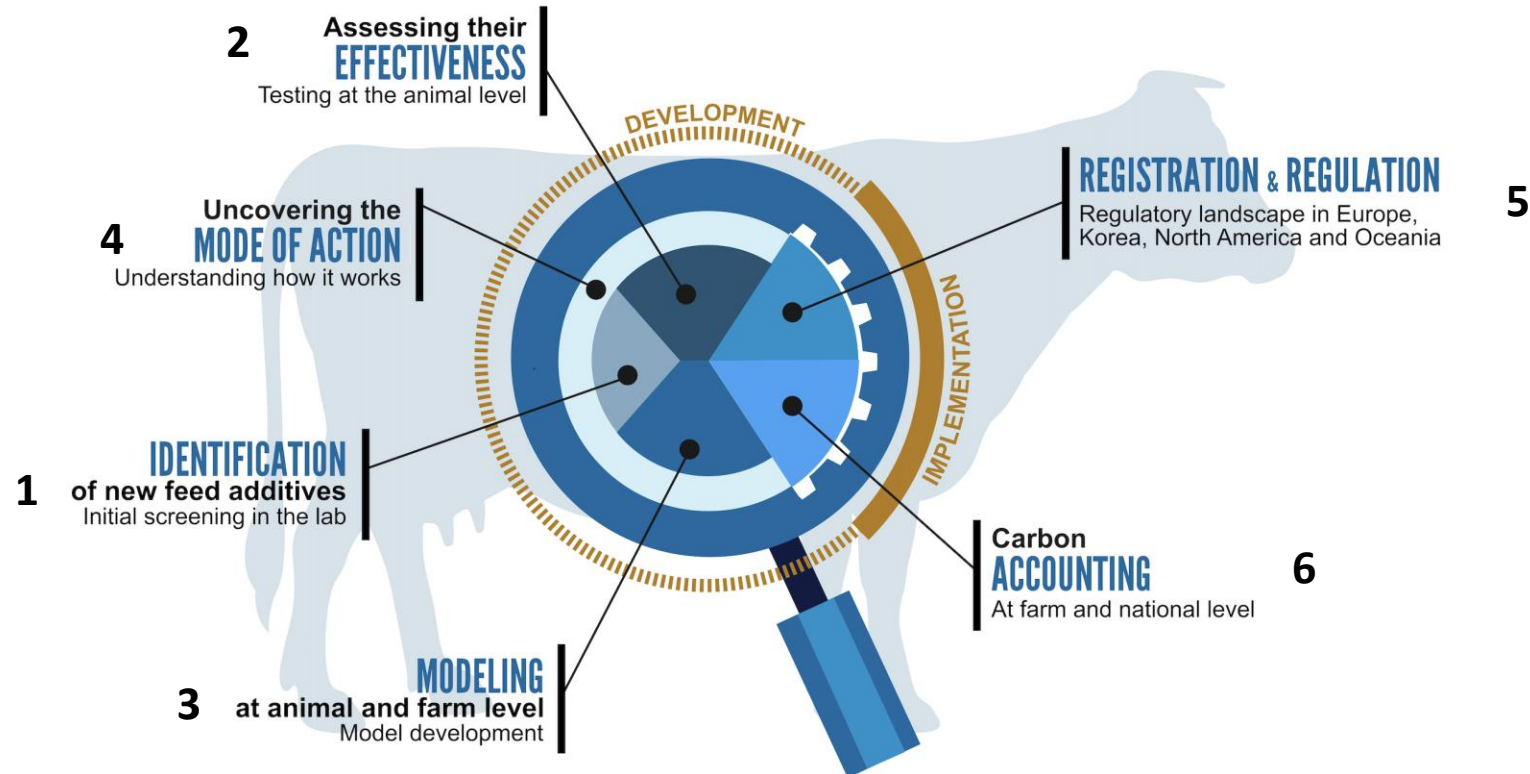 2
Assessing their
EFFECTIVENESS
Testing at the animal level
DEVELOPMENT
4
Uncovering the
MODE OF ACTION
Understanding how it works
REGISTRATION & REGULATION
Regulatory landscape in Europe,
Korea, North America and Oceania
5
IMPLEMENTATION
1
IDENTIFICATION
of new feed additives
Initial screening in the lab
Carbon
ACCOUNTING
At farm and national level
6
3
MODELING
at animal and farm level
Model development